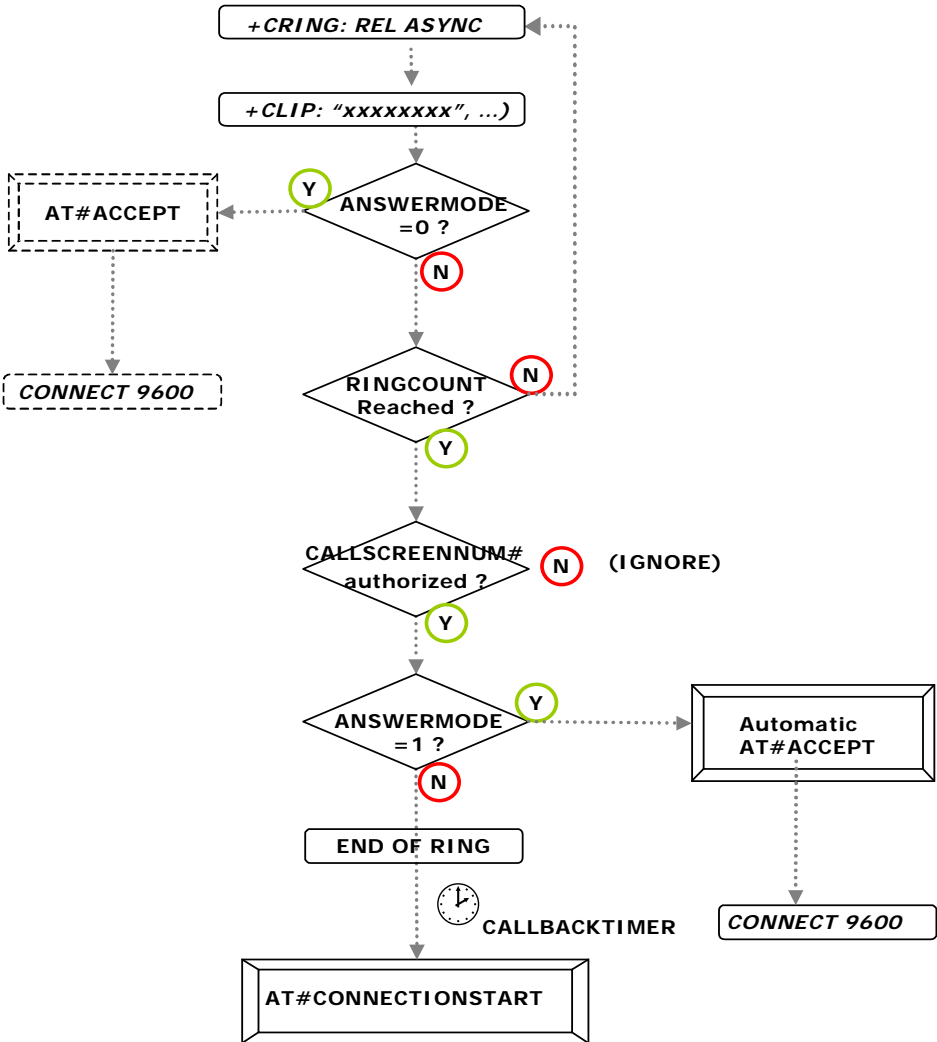 +CRING: REL ASYNC
+CLIP: “xxxxxxxx”, ...)
Y
ANSWERMODE
=0 ?
AT#ACCEPT
N
CONNECT 9600
RINGCOUNT
Reached ?
N
Y
CALLSCREENNUM#
authorized ?
N
(IGNORE)
Y
ANSWERMODE
=1 ?
Y
Automatic
AT#ACCEPT
N
END OF RING
CALLBACKTIMER
CONNECT 9600
AT#CONNECTIONSTART